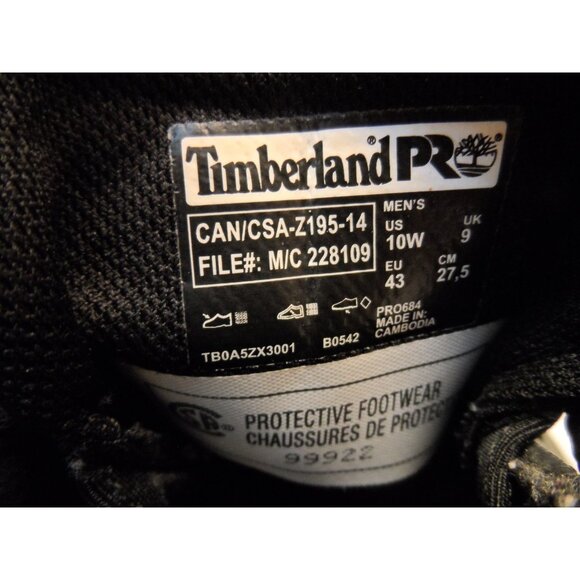 Timberland® PRO
CAN/CSA-Z195-14
FILE#: M/C 228109
MEN'S
US UK
10W 9
EU CM
43 27,5
PRO684
MADE IN:
CAMBODIA
TB0A5ZX3001 B0542
CSA®
PROTECTIVE FOOTWEAR
CHAUSSURES DE PROTEC
99922